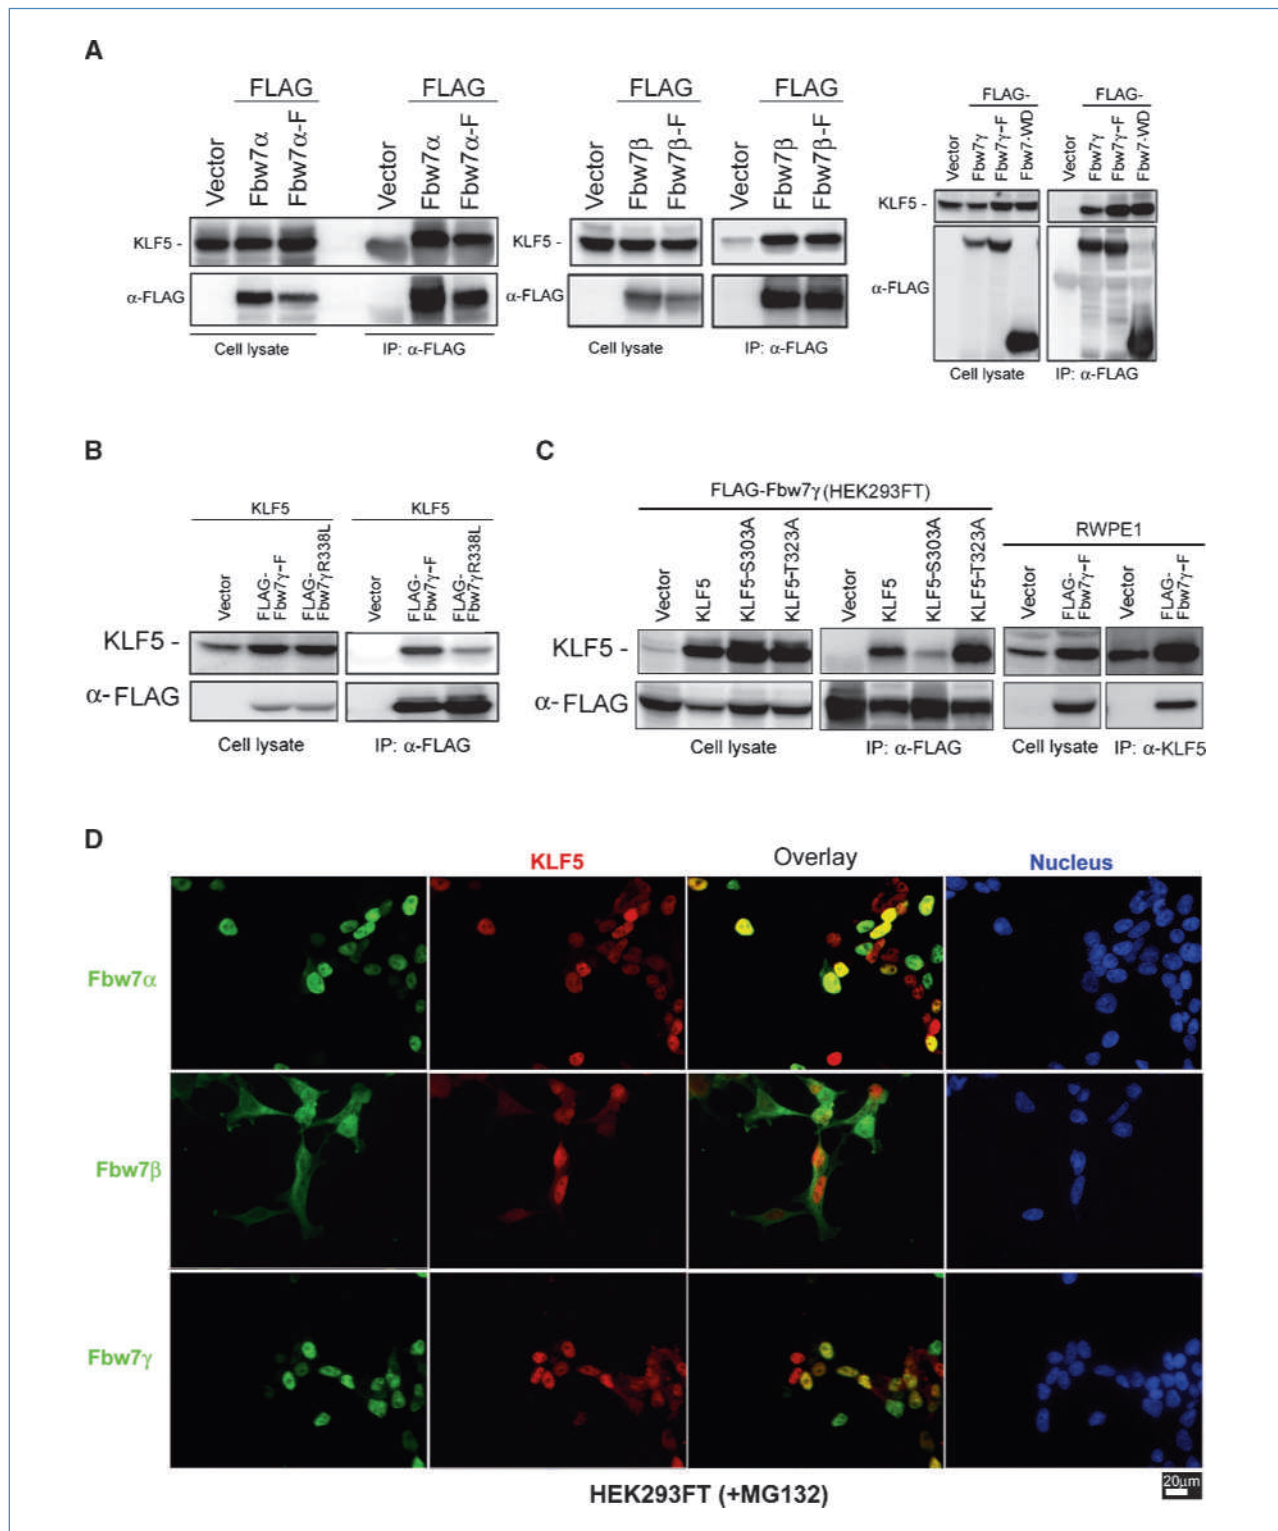 A
FLAG
FLAG
Vector
Fbw7α
Fbw7α-F
Vector
Fbw7α
Fbw7α-F
KLF5 -
α-FLAG
Cell lysate
IP: α-FLAG
FLAG
FLAG
Vector
Fbw7β
Fbw7β-F
Vector
Fbw7β
Fbw7β-F
KLF5 -
α-FLAG
Cell lysate
IP: α-FLAG
FLAG-
FLAG-
Vector
Fbw7γ
Fbw7γ-F
Fbw7-WD
Vector
Fbw7γ
Fbw7γ-F
Fbw7-WD
KLF5 -
α-FLAG
Cell lysate
IP: α-FLAG
B
KLF5
KLF5
Vector
FLAG-
Fbw7γ-F
FLAG-
Fbw7γR338L
Vector
FLAG-
Fbw7γ-F
FLAG-
Fbw7γR338L
KLF5 -
α-FLAG
Cell lysate
IP: α-FLAG
C
FLAG-Fbw7γ (HEK293FT)
Vector
KLF5
KLF5-S303A
KLF5-T323A
Vector
KLF5
KLF5-S303A
KLF5-T323A
RWPE1
Vector
FLAG-
Fbw7γ-F
Vector
FLAG-
Fbw7γ-F
KLF5 -
α-FLAG
Cell lysate
IP: α-FLAG
Cell lysate
IP: α-KLF5
D
KLF5
Overlay
Nucleus
Fbw7α
Fbw7β
Fbw7γ
20µm
HEK293FT (+MG132)